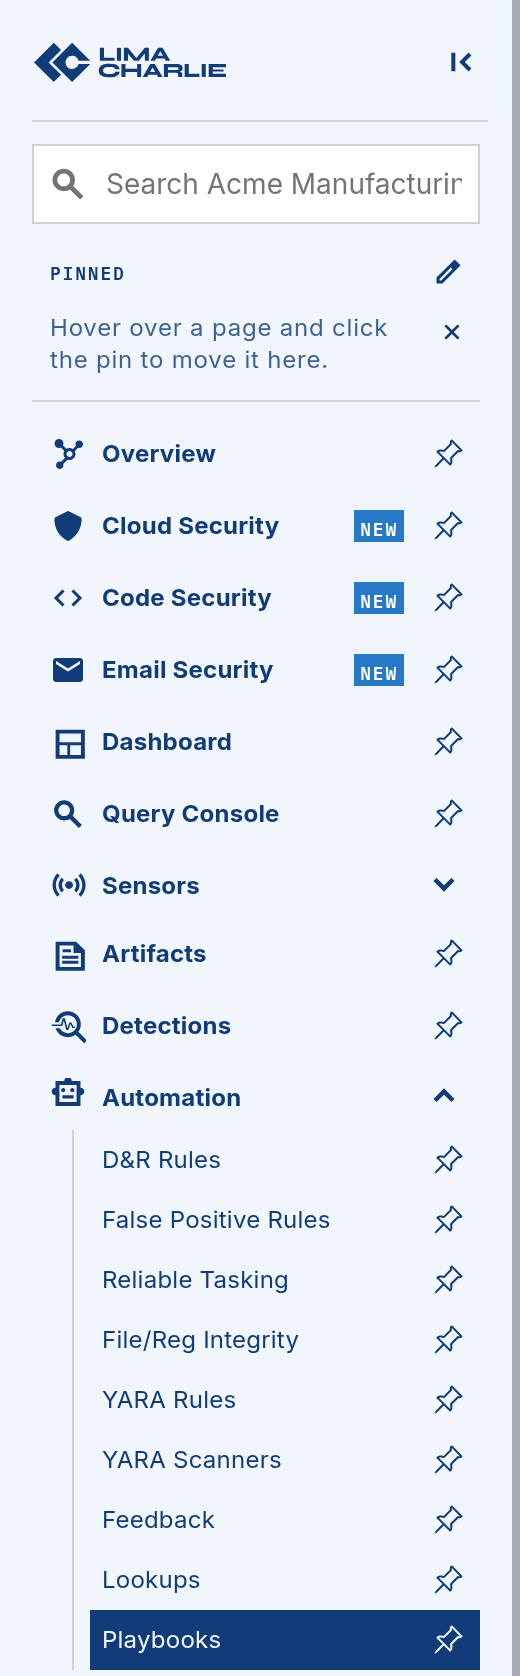 LIMA
CHARLIE
Search Acme Manufacturin
PINNED
Hover over a page and click
the pin to move it here.
Overview
Cloud Security NEW
Code Security NEW
Email Security NEW
Dashboard
Query Console
Sensors
Artifacts
Detections
Automation
D&R Rules
False Positive Rules
Reliable Tasking
File/Reg Integrity
YARA Rules
YARA Scanners
Feedback
Lookups
Playbooks